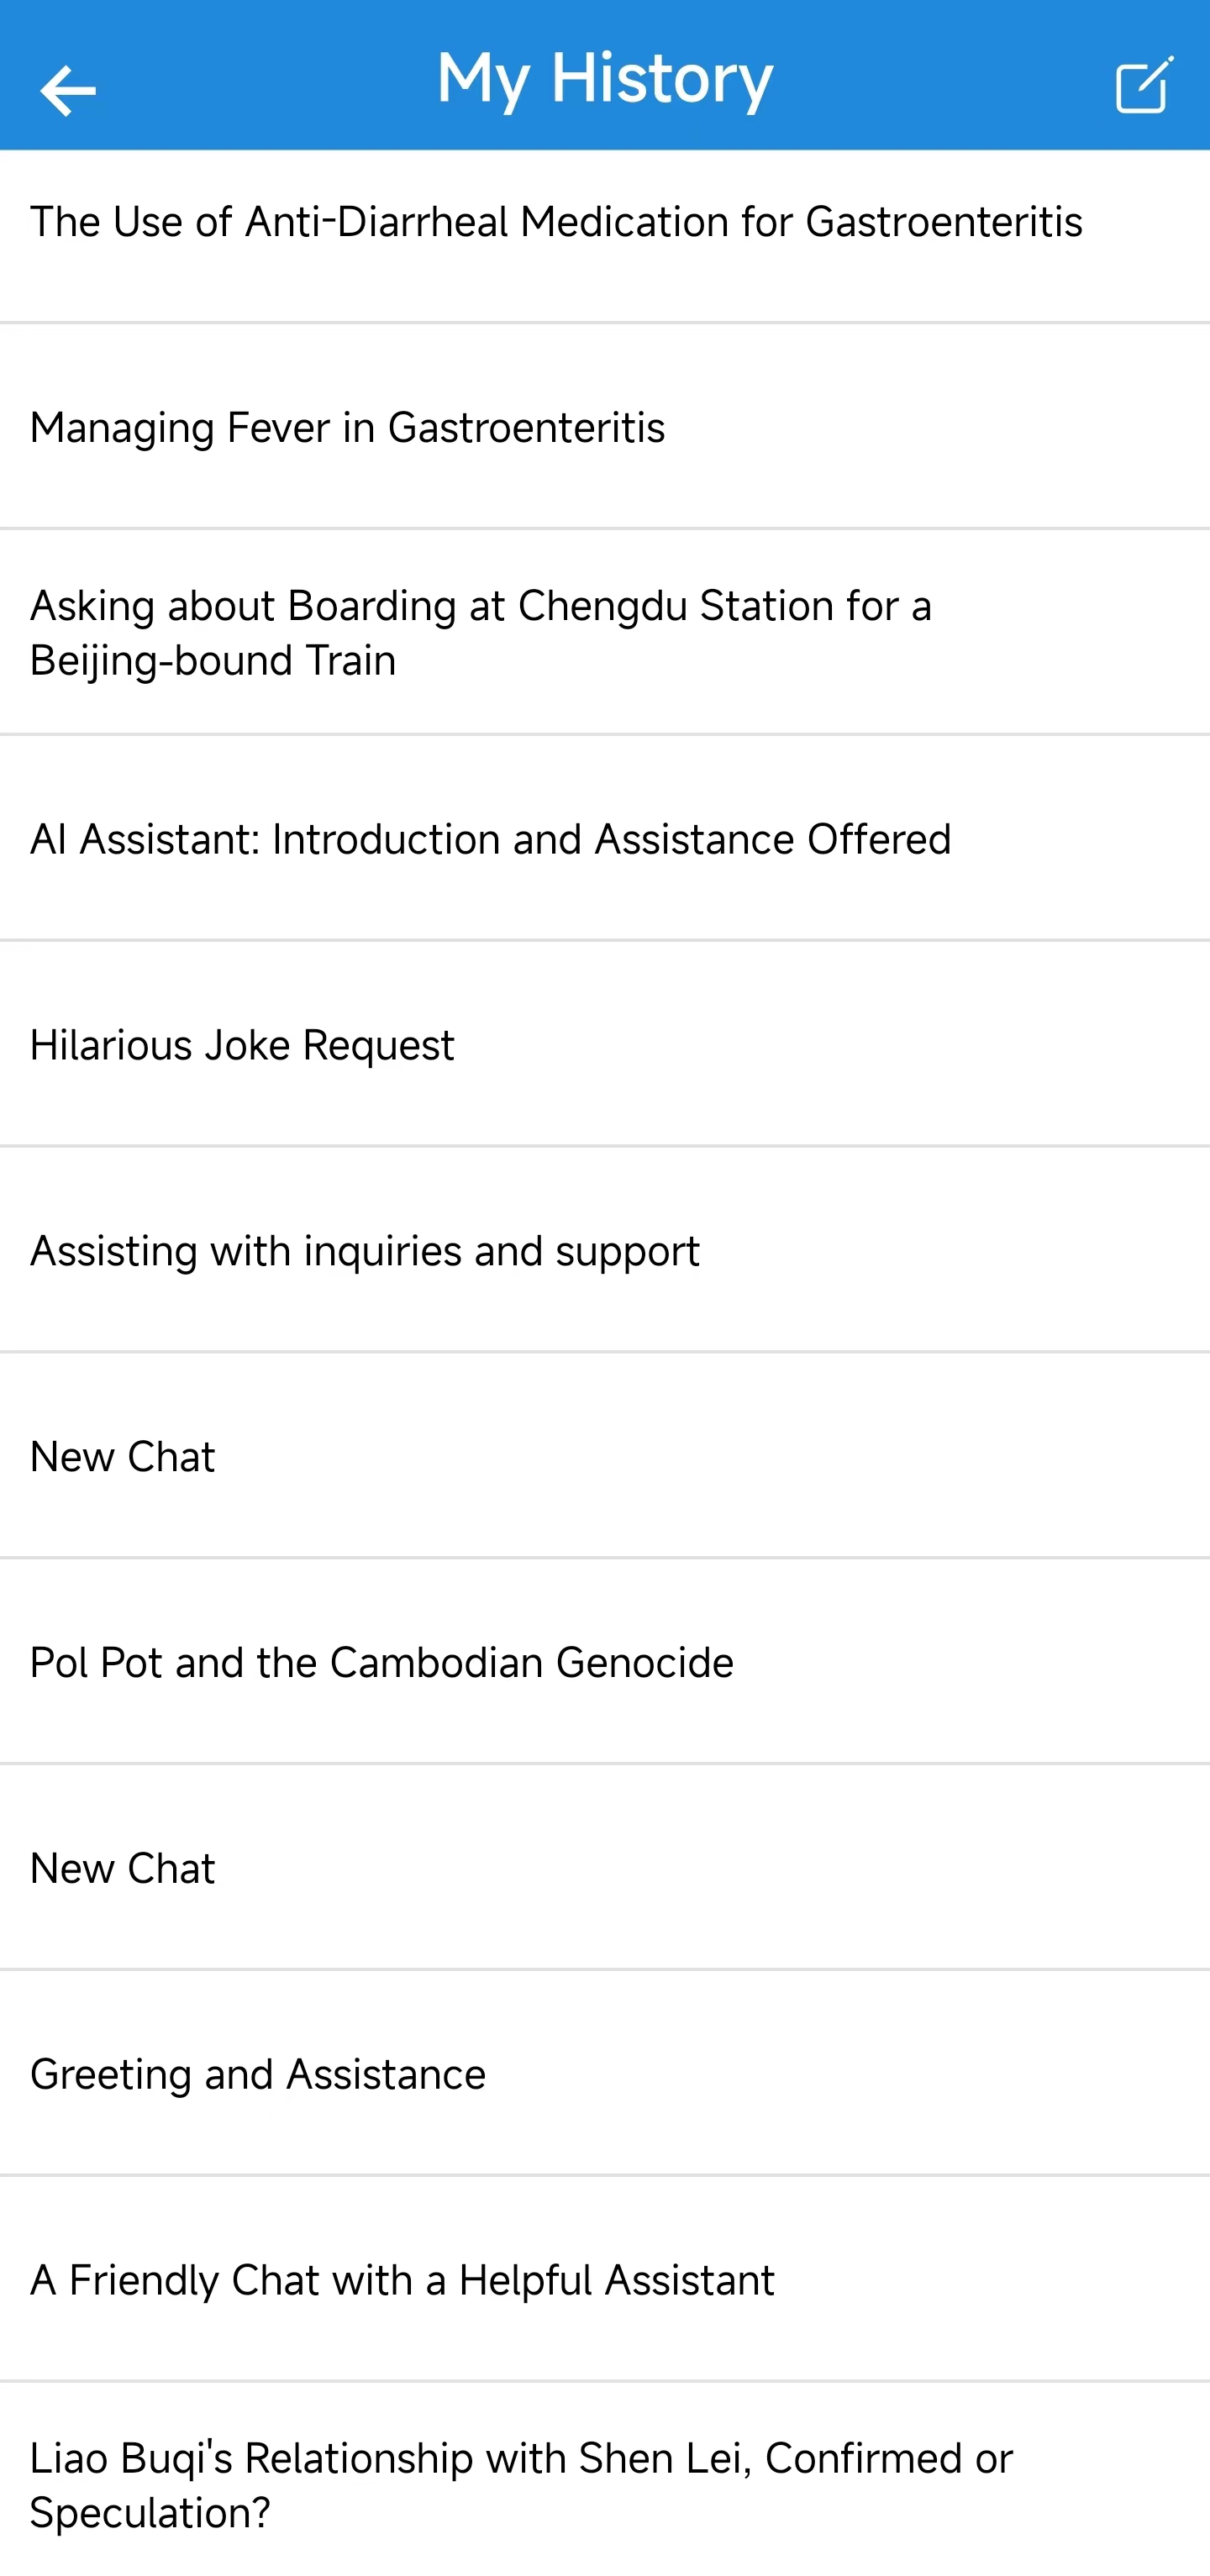 My History
The Use of Anti-Diarrheal Medication for Gastroenteritis
Managing Fever in Gastroenteritis
Asking about Boarding at Chengdu Station for a
Beijing-bound Train
AI Assistant: Introduction and Assistance Offered
Hilarious Joke Request
Assisting with inquiries and support
New Chat
Pol Pot and the Cambodian Genocide
New Chat
Greeting and Assistance
A Friendly Chat with a Helpful Assistant
Liao Buqi's Relationship with Shen Lei, Confirmed or
Speculation?